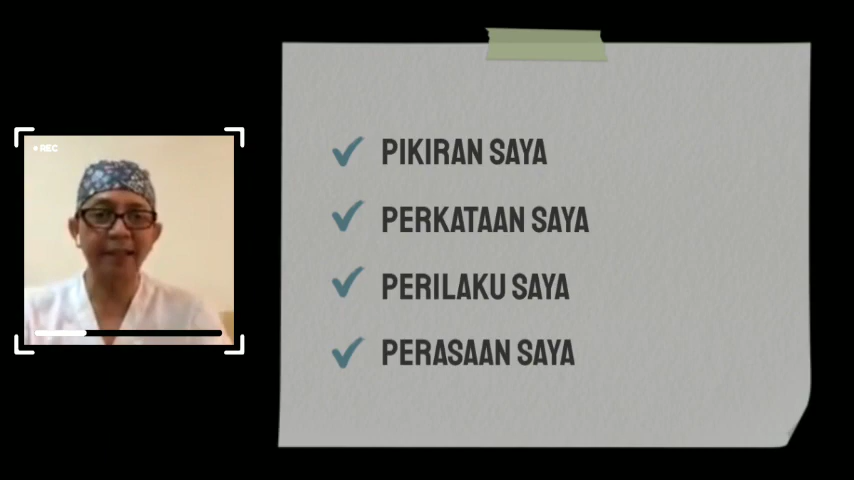 REC
PIKIRAN SAYA
PERKATAAN SAYA
PERILAKU SAYA
PERASAAN SAYA